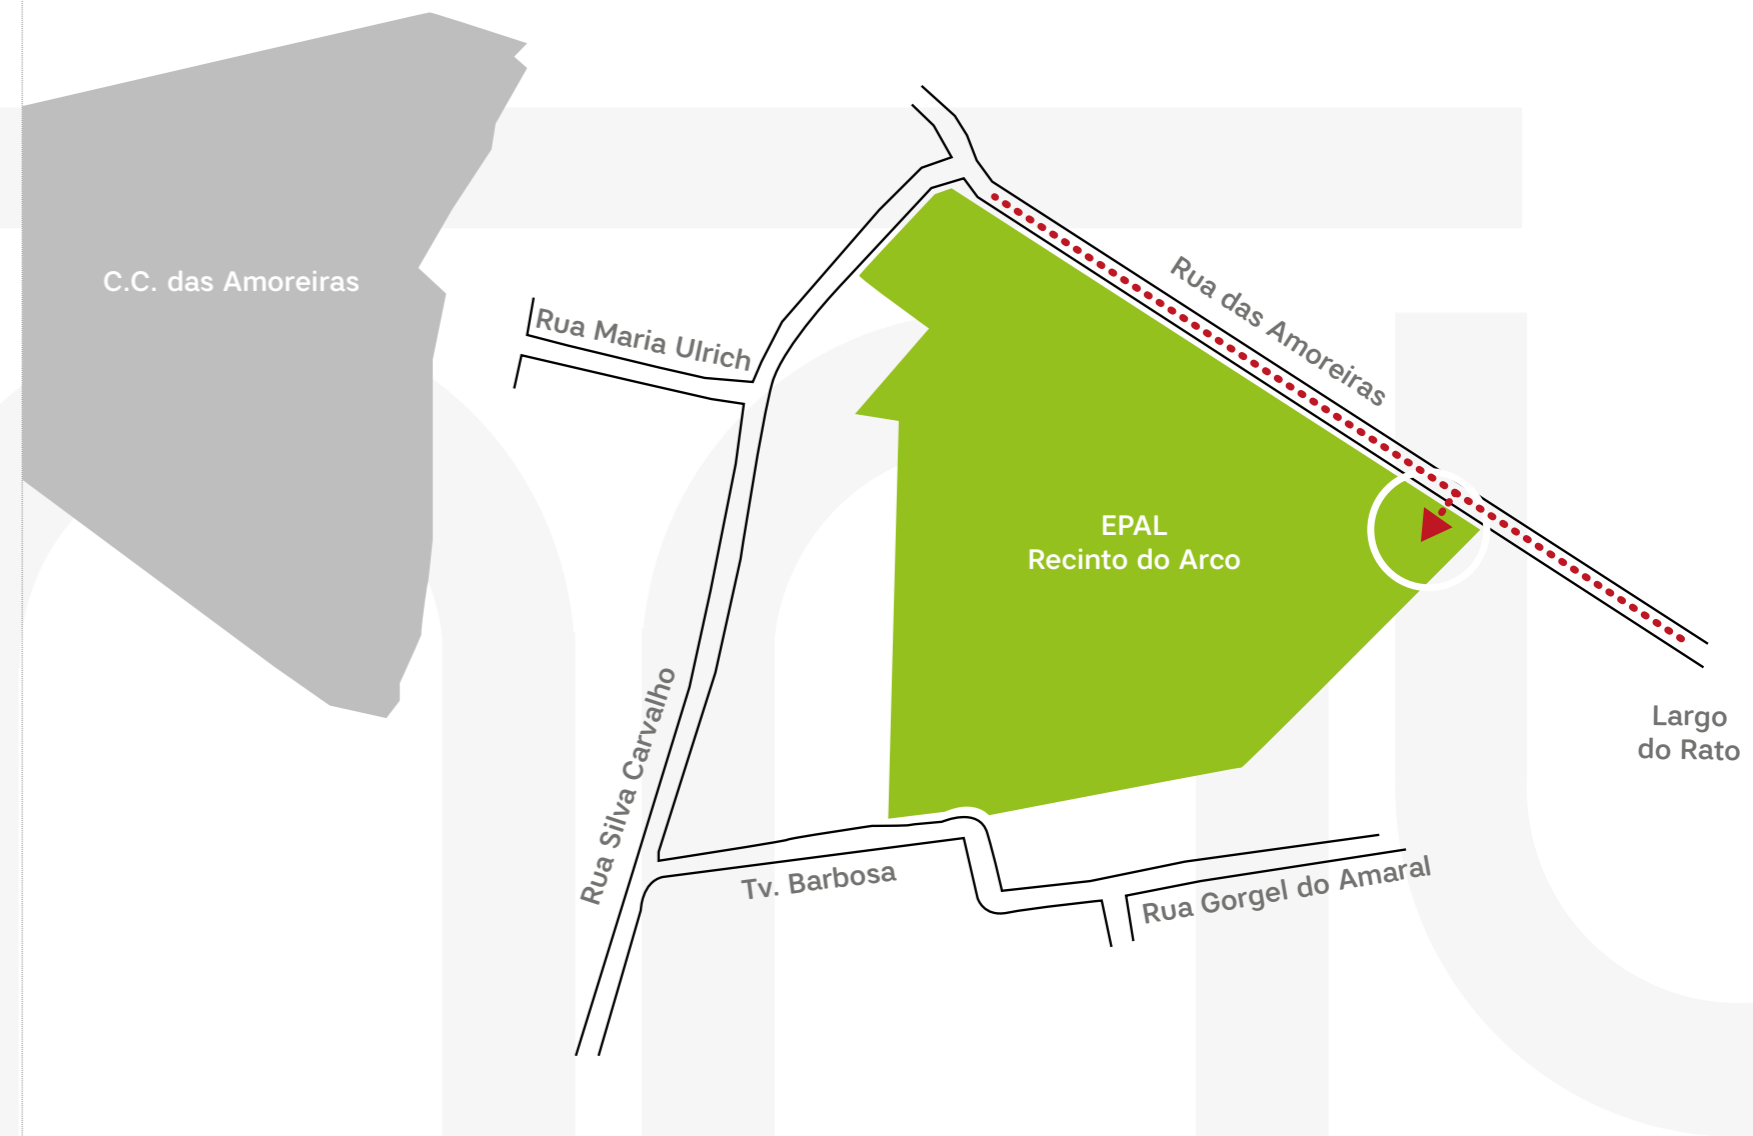 C.C. das Amoreiras
Rua Maria Ulrich
Rua das Amoreiras
EPAL
Recinto do Arco
Largo
do Rato
Rua Silva Carvalho
Tv. Barbosa
Rua Gorgel do Amaral